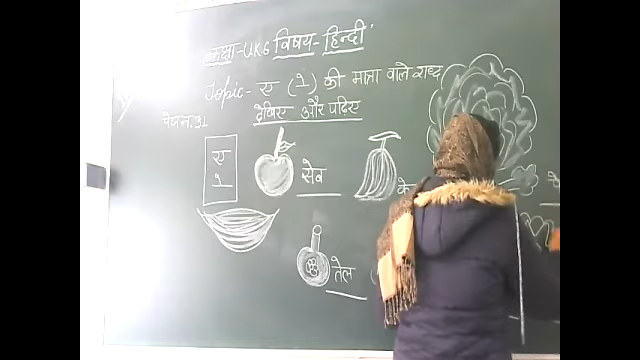 कक्षा-UKG विषय- हिन्दी
Topic- ए ( े ) की मात्रा वाले शब्द
देखिए और पढ़िए
पेज न. 31
ए
े
सेब
के
तेल